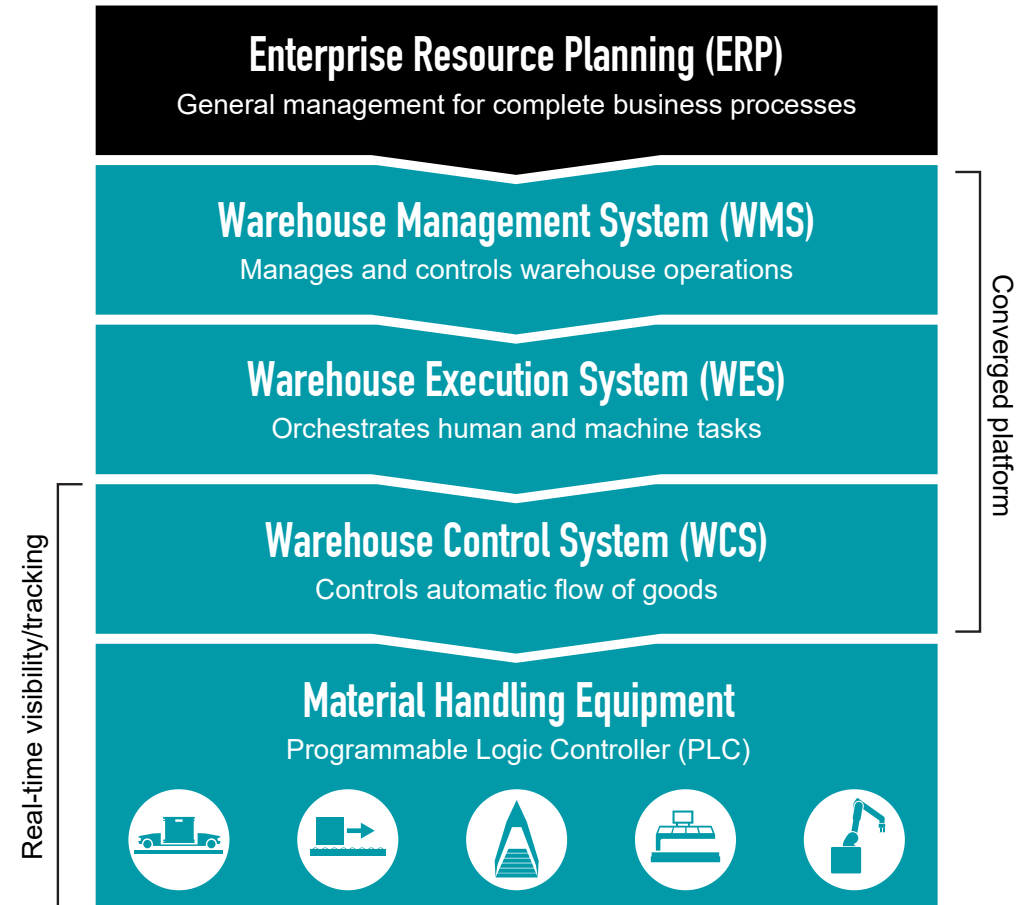 Enterprise Resource Planning (ERP)
General management for complete business processes
Warehouse Management System (WMS)
Manages and controls warehouse operations
Warehouse Execution System (WES)
Orchestrates human and machine tasks
Warehouse Control System (WCS)
Controls automatic flow of goods
Material Handling Equipment
Programmable Logic Controller (PLC)
Converged platform
Real-time visibility/tracking